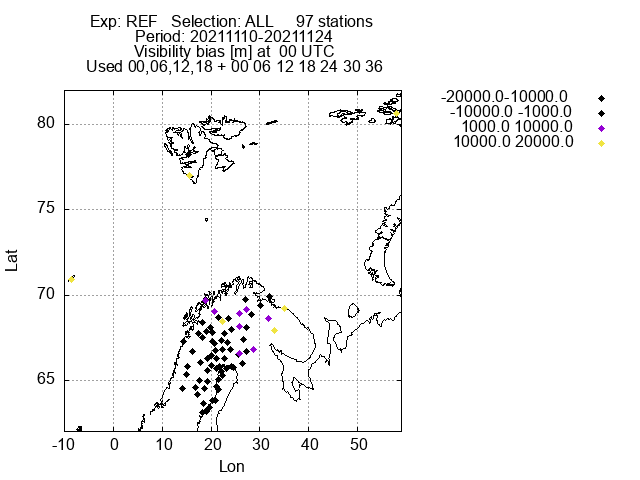 Exp: REF   Selection: ALL     97 stations
Period: 20211110-20211124
Visibility bias [m] at  00 UTC
Used 00,06,12,18 + 00 06 12 18 24 30 36
-20000.0-10000.0
-10000.0 -1000.0
1000.0 10000.0
10000.0 20000.0
80
75
70
65
Lat
-10 0 10 20 30 40 50
Lon